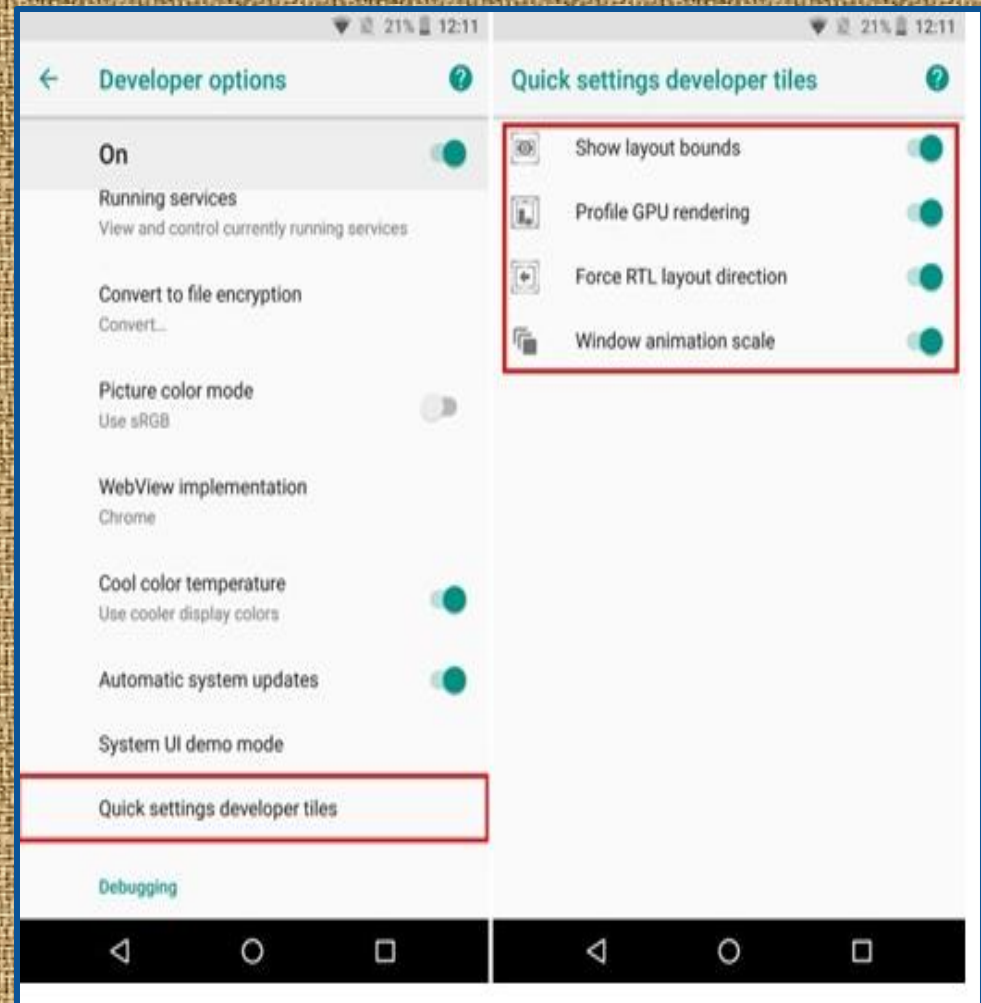 21% 12:11
Developer options
On
Running services
View and control currently running services
Convert to file encryption
Convert...
Picture color mode
Use sRGB
WebView implementation
Chrome
Cool color temperature
Use cooler display colors
Automatic system updates
System UI demo mode
Quick settings developer tiles
Debugging
21% 12:11
Quick settings developer tiles
Show layout bounds
Profile GPU rendering
Force RTL layout direction
Window animation scale